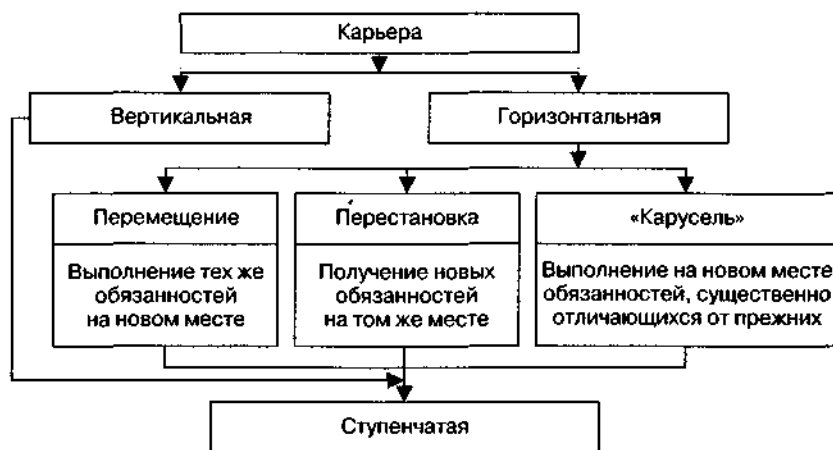 Карьера
Вертикальная
Горизонтальная
Перемещение
Выполнение тех же
обязанностей
на новом месте
Перестановка
Получение новых
обязанностей
на том же месте
«Карусель»
Выполнение на новом месте
обязанностей, существенно
отличающихся от прежних
Ступенчатая